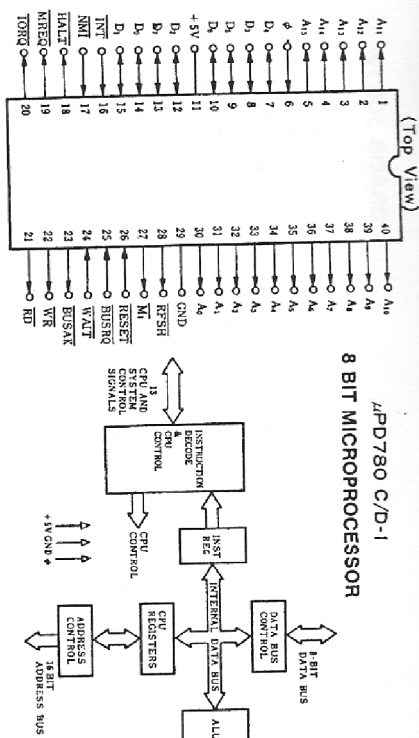 μPD780 C/D-1
8 BIT MICROPROCESSOR
(Top View)
A₁₁ 1 40 A₁₀
A₁₂ 2 39 A₉
A₁₃ 3 38 A₈
A₁₄ 4 37 A₇
A₁₅ 5 36 A₆
ϕ 6 35 A₅
D₄ 7 34 A₄
D₃ 8 33 A₃
D₅ 9 32 A₂
D₆ 10 31 A₁
+5V 11 30 A₀
D₂ 12 29 GND
D₇ 13 28 RFSH
D₀ 14 27 M₁
D₁ 15 26 RESET
INT 16 25 BUSRQ
NMI 17 24 WAIT
HALT 18 23 BUSAK
MREQ 19 22 WR
IORQ 20 21 RD
8-BIT
DATA BUS
DATA BUS
CONTROL
INST
REG
INTERNAL DATA BUS
ALU
INSTRUCTION
DECODE
&
CPU
CONTROL
13
CPU AND
SYSTEM
CONTROL
SIGNALS
CPU
CONTROL
CPU
REGISTERS
ADDRESS
CONTROL
+5V GND ϕ
16 BIT
ADDRESS BUS